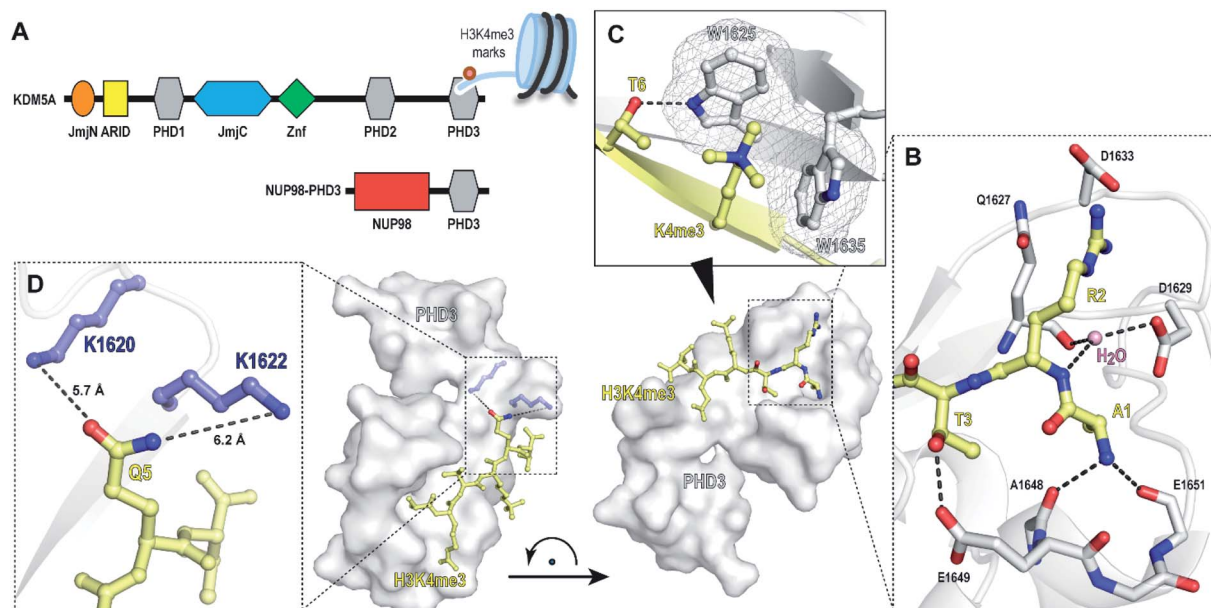 A
H3K4me3
marks
KDM5A
JmjN ARID PHD1 JmjC Znf PHD2 PHD3
NUP98-PHD3
NUP98 PHD3
C
W1625
T6
K4me3
W1635
B
D1633
Q1627
R2
D1629
H₂O
T3
A1
A1648
E1651
E1649
D
K1620
K1622
5.7 Å
6.2 Å
Q5
PHD3
H3K4me3
H3K4me3
PHD3